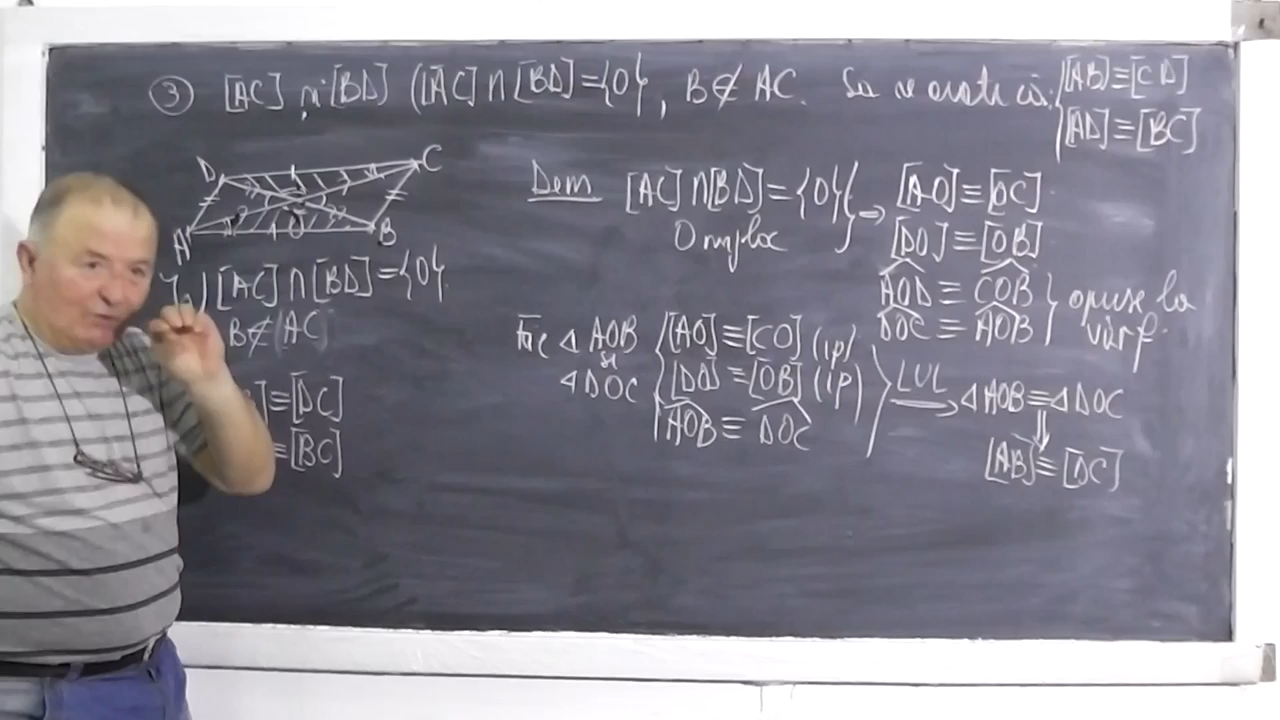 ③ [AC] și [BD] ([AC] ∩ [BD] = {O}, B ∉ AC. Să se arate că: [AB] ≡ [CD]
[AD] ≡ [BC]
D C
A B
O
[AC] ∩ [BD] = {O}.
B ∉ [AC]
] ≡ [DC]
≡ [BC]
Dem [AC] ∩ [BD] = {O} } ⇒ [AO] ≡ [OC]
O mijloc [DO] ≡ [OB]
AOD ≡ COB } opuse la
DOC ≡ AOB vârf.
Fie △ AOB { [AO] ≡ [CO] (ip)
și
△ DOC [DO] ≡ [OB] (ip) } LUL ⟹ △ AOB ≡ △ DOC
AOB ≡ DOC ⇓
[AB] ≡ [DC]